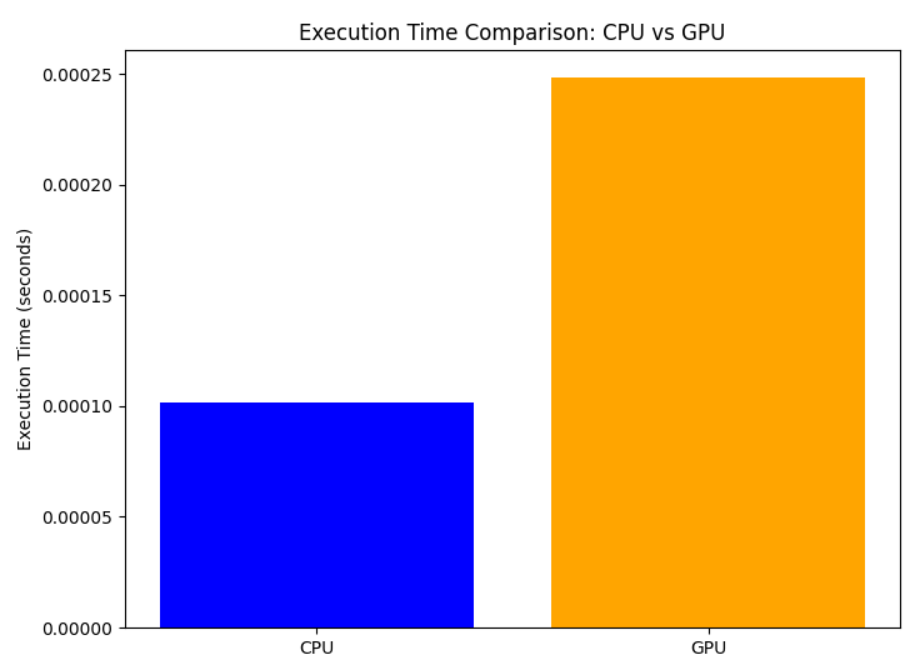 Execution Time Comparison: CPU vs GPU
0.00025
0.00020
0.00015
0.00010
0.00005
0.00000
Execution Time (seconds)
CPU
GPU